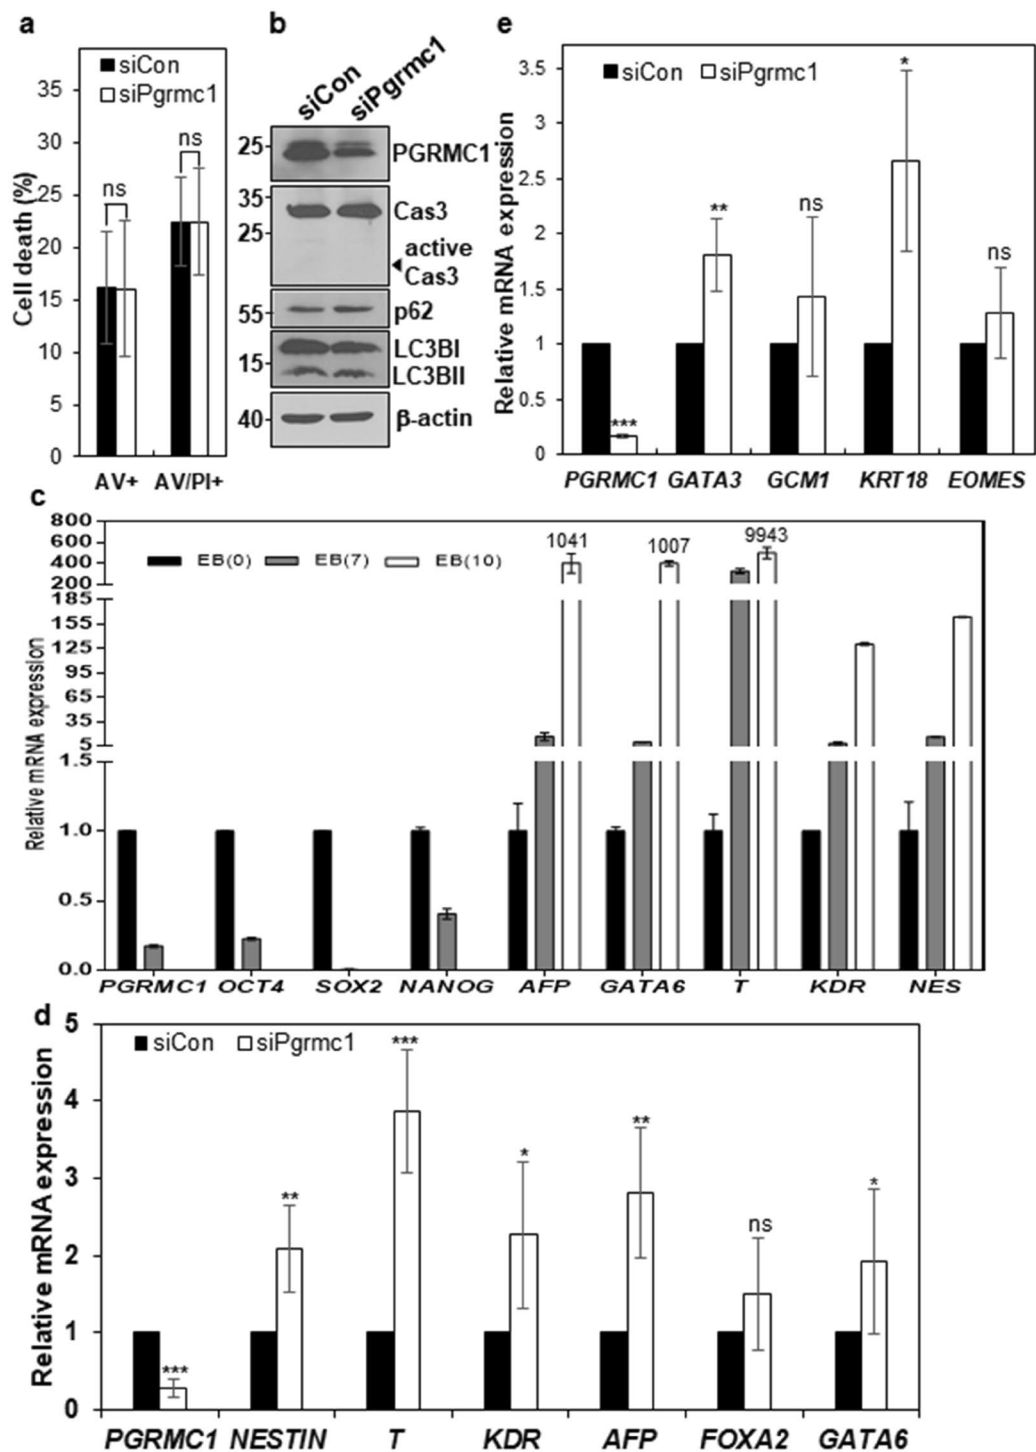 a
siCon
siPgrmc1
Cell death (%)
35
30
25
20
15
10
5
0
ns
ns
AV+ AV/PI+
b
siCon siPgrmc1
25 PGRMC1
35 Cas3
25
active
Cas3
55 p62
LC3BI
15
LC3BII
40 β-actin
e
siCon siPgrmc1
Relative mRNA expression
3.5
3
2.5
2
1.5
1
0.5
0
*** ** ns * ns
PGRMC1 GATA3 GCM1 KRT18 EOMES
c
EB(0) EB(7) EB(10)
Relative mRNA expression
800
600
400
200
185
155
125
95
65
35
5
1.5
1.0
0.5
0.0
1041 1007 9943
PGRMC1 OCT4 SOX2 NANOG AFP GATA6 T KDR NES
d
siCon siPgrmc1
Relative mRNA expression
5
4
3
2
1
0
*** ** *** * ** ns *
PGRMC1 NESTIN T KDR AFP FOXA2 GATA6